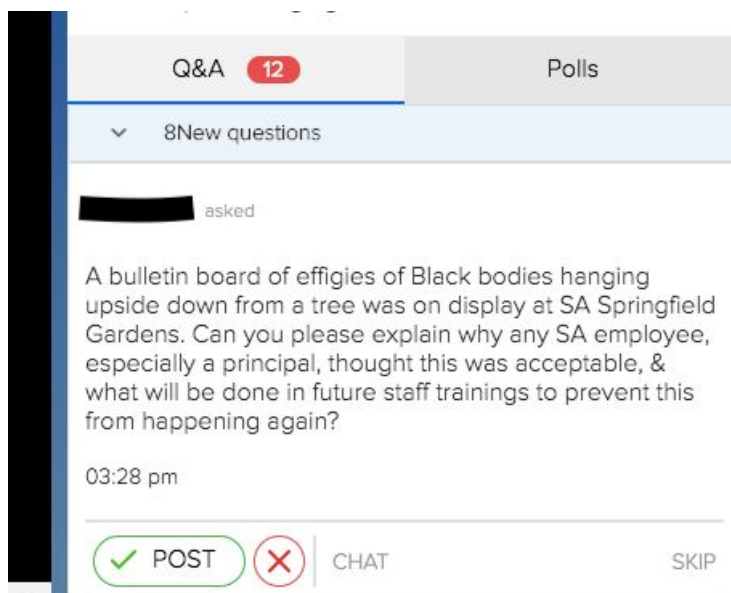 Q&A 12 Polls
8New questions
asked
A bulletin board of effigies of Black bodies hanging
upside down from a tree was on display at SA Springfield
Gardens. Can you please explain why any SA employee,
especially a principal, thought this was acceptable, &
what will be done in future staff trainings to prevent this
from happening again?
03:28 pm
POST CHAT SKIP